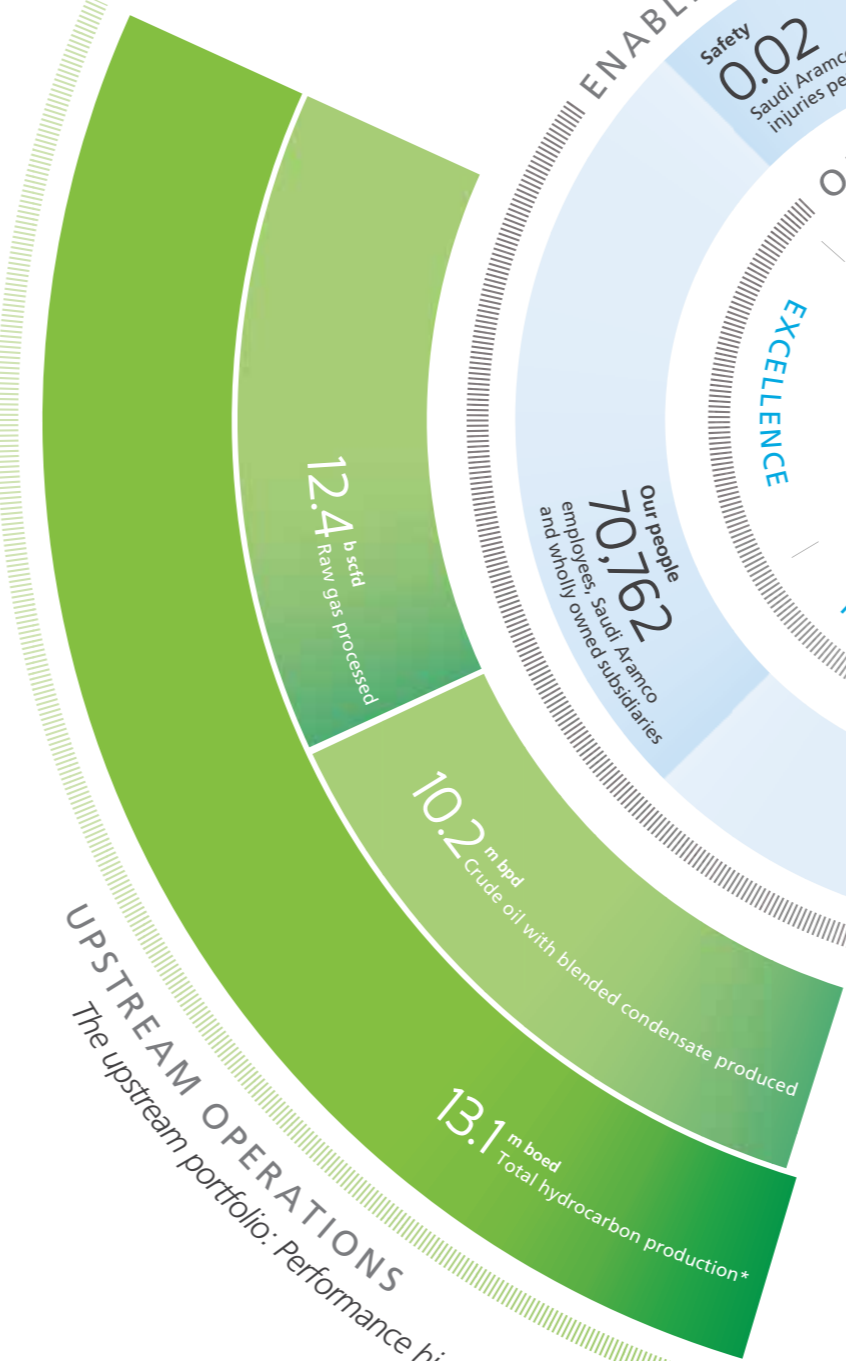 ENABL
Safety
0.02
Saudi Aramco
injuries pe
O
EXCELLENCE
Our people
70,762
employees, Saudi Aramco
and wholly owned subsidiaries
12.4 b scfd
Raw gas processed
10.2 m bpd
Crude oil with blended condensate produced
13.1 m boed
Total hydrocarbon production*
UPSTREAM OPERATIONS
The upstream portfolio: Performance hi